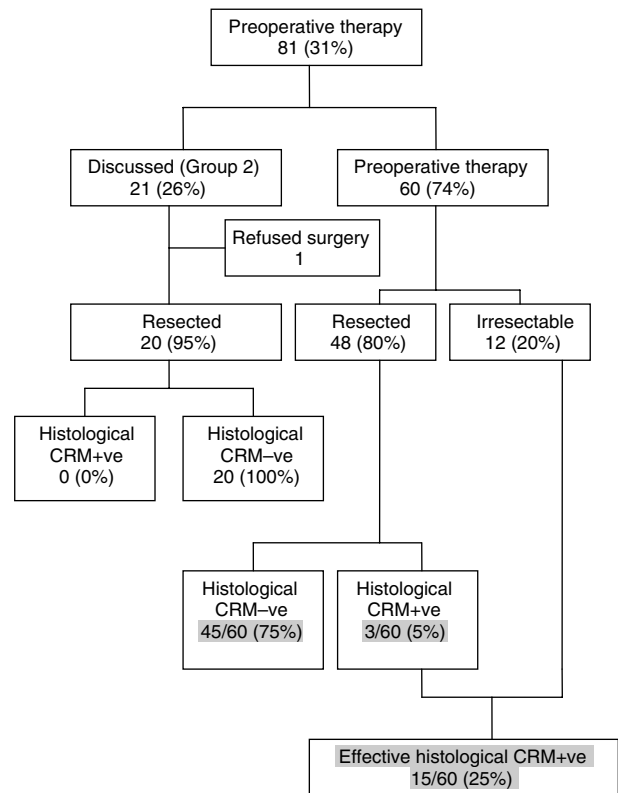 Preoperative therapy
81 (31%)
Discussed (Group 2)
21 (26%)
Preoperative therapy
60 (74%)
Refused surgery
1
Resected
20 (95%)
Resected
48 (80%)
Irresectable
12 (20%)
Histological
CRM+ve
0 (0%)
Histological
CRM–ve
20 (100%)
Histological
CRM–ve
45/60 (75%)
Histological
CRM+ve
3/60 (5%)
Effective histological CRM+ve
15/60 (25%)